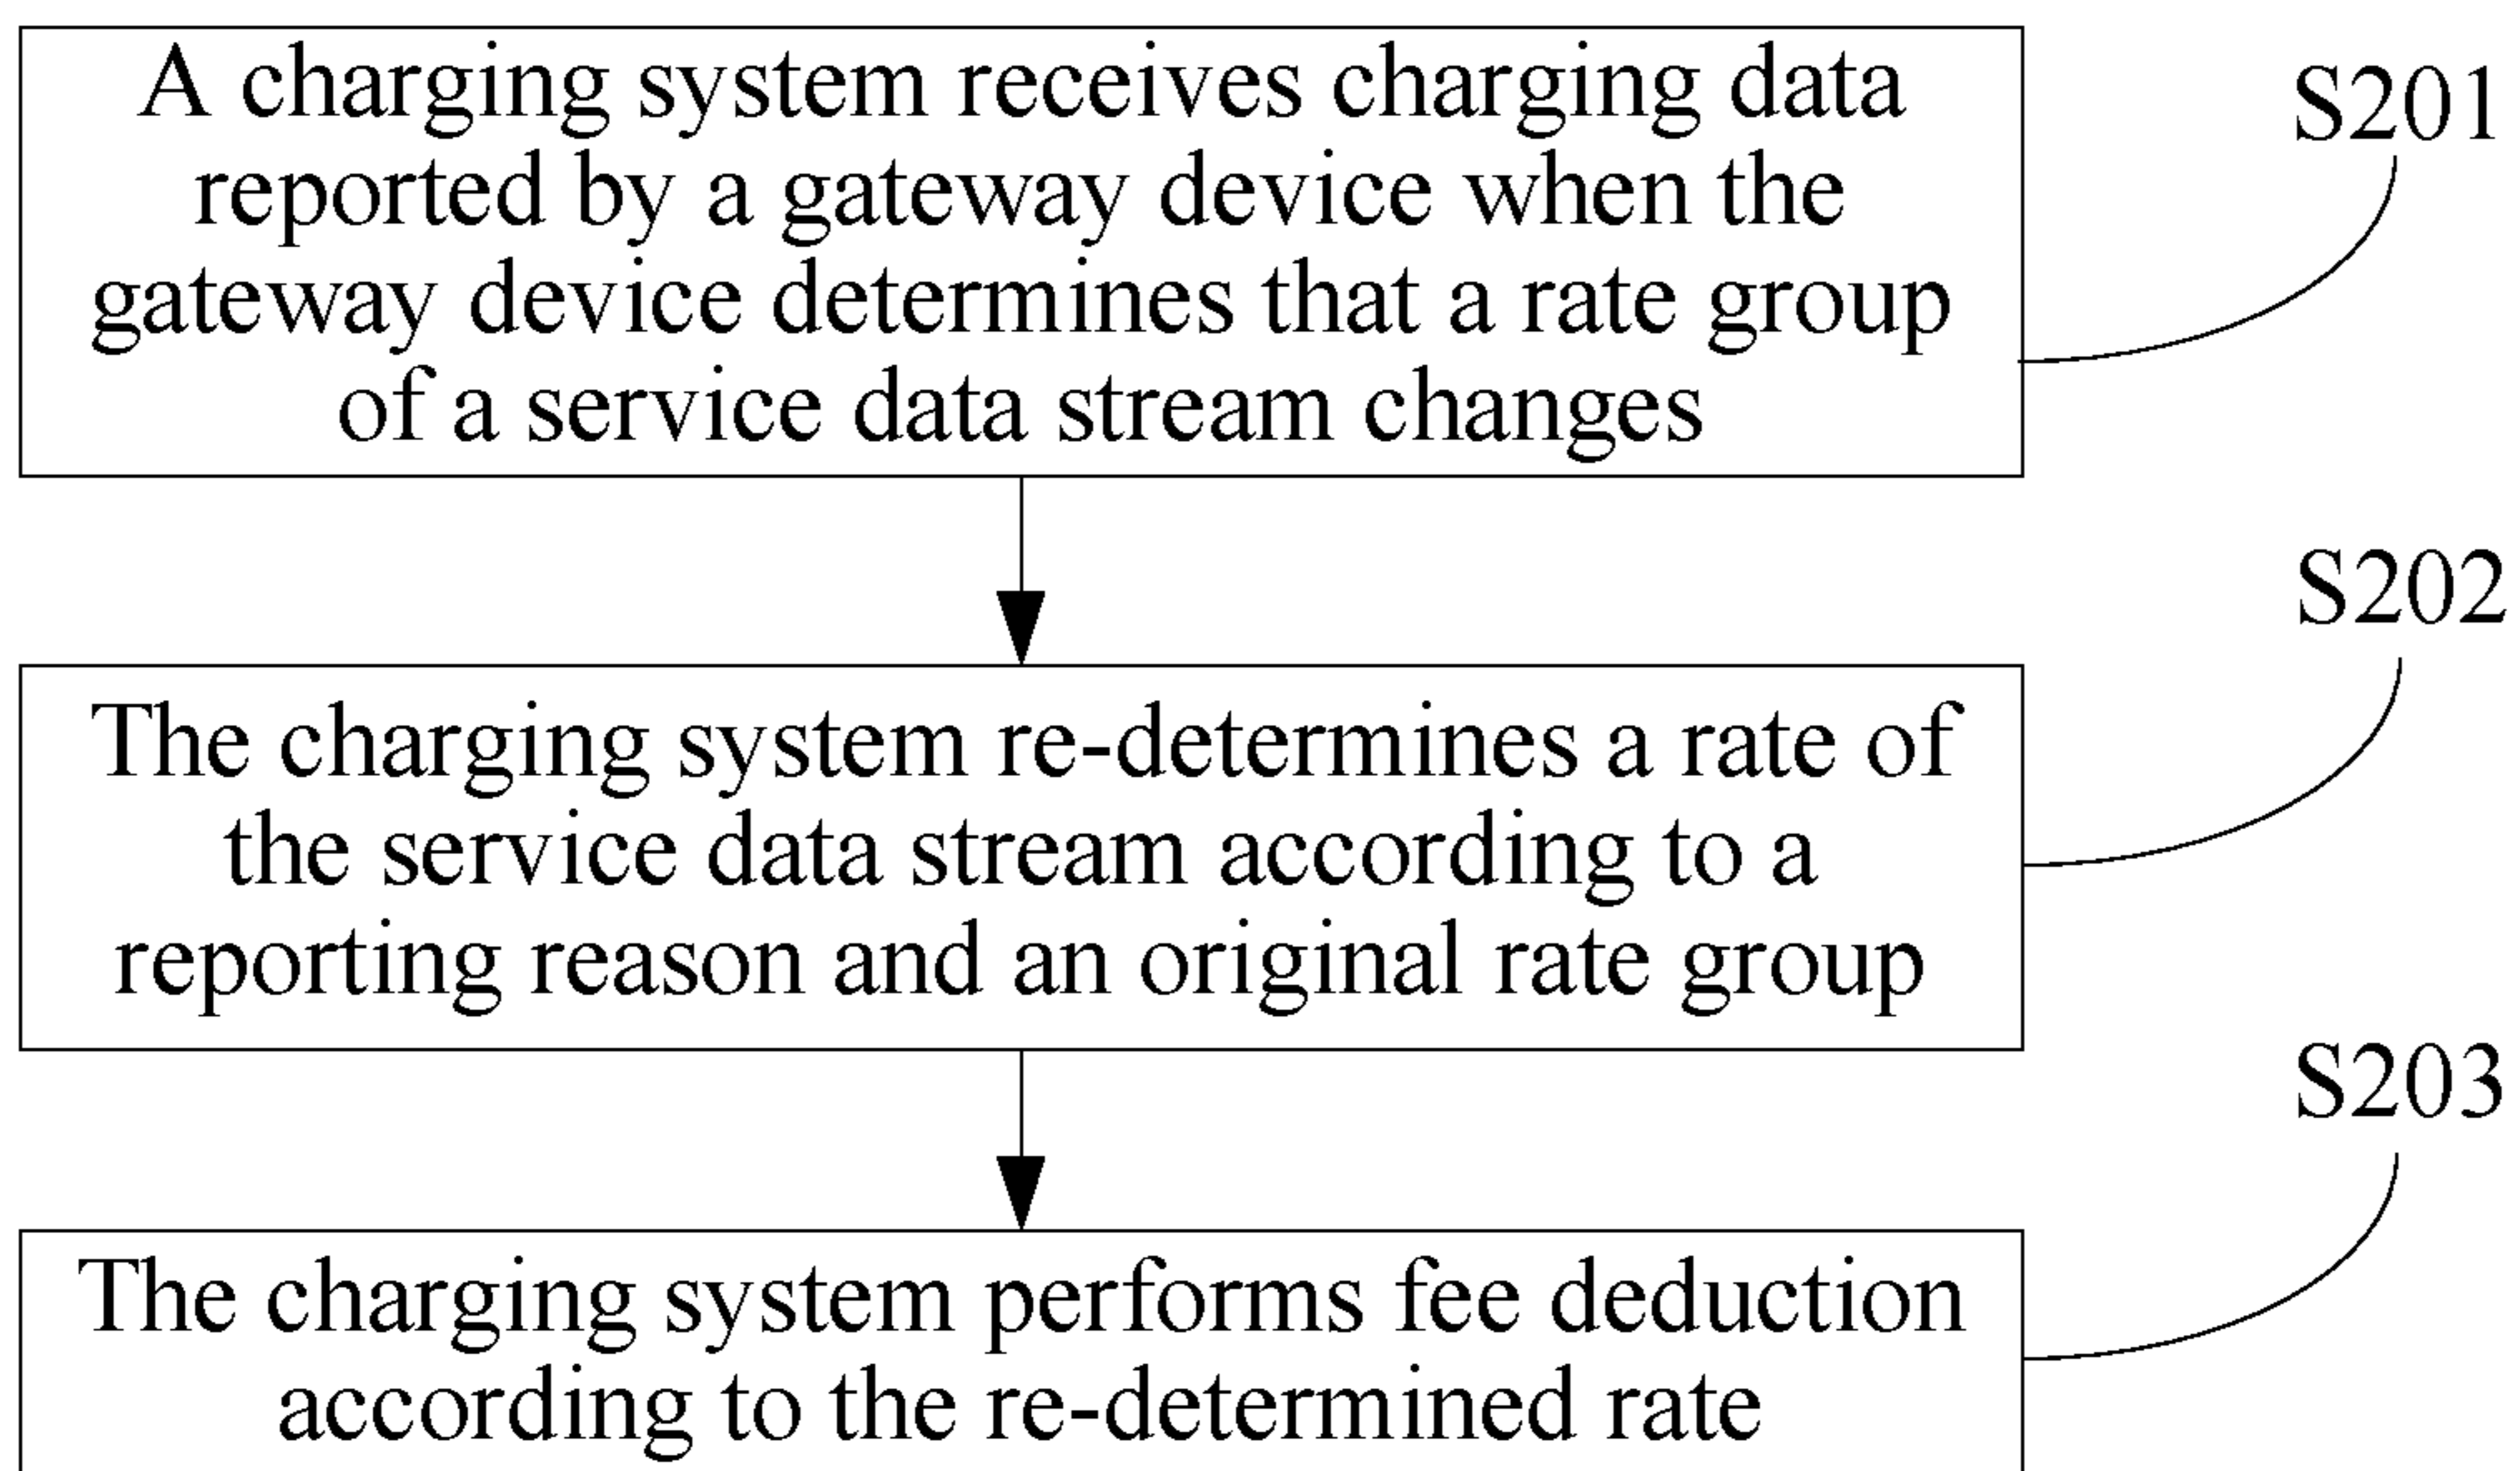 A charging system receives charging data
reported by a gateway device when the
gateway device determines that a rate group
of a service data stream changes
S201
The charging system re-determines a rate of
the service data stream according to a
reporting reason and an original rate group
S202
The charging system performs fee deduction
according to the re-determined rate
S203